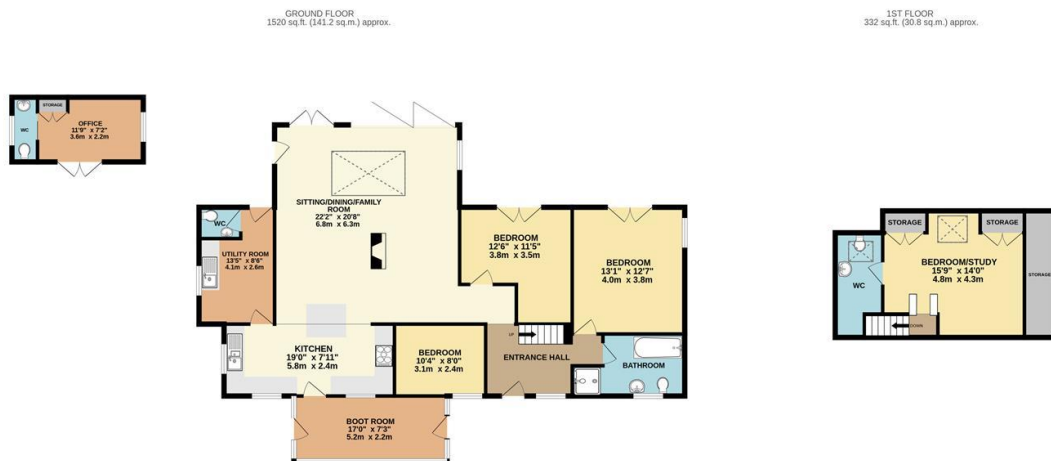 GROUND FLOOR
1520 sq.ft. (141.2 sq.m.) approx.
1ST FLOOR
332 sq.ft. (30.8 sq.m.) approx.
STORAGE
WC
OFFICE
11'9" x 7'2"
3.6m x 2.2m
SITTING/DINING/FAMILY
ROOM
22'2" x 20'8"
6.8m x 6.3m
WC
UTILITY ROOM
13'5" x 8'6"
4.1m x 2.6m
BEDROOM
12'6" x 11'5"
3.8m x 3.5m
BEDROOM
13'1" x 12'7"
4.0m x 3.8m
KITCHEN
19'0" x 7'11"
5.8m x 2.4m
BEDROOM
10'4" x 8'0"
3.1m x 2.4m
UP
ENTRANCE HALL
BATHROOM
BOOT ROOM
17'0" x 7'3"
5.2m x 2.2m
STORAGE
STORAGE
BEDROOM/STUDY
15'9" x 14'0"
4.8m x 4.3m
WC
STORAGE
DOWN